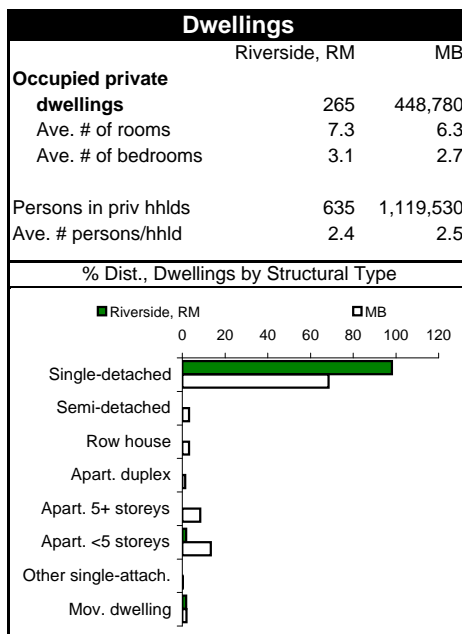 Dwellings
Riverside, RM MB
Occupied private
dwellings 265 448,780
Ave. # of rooms 7.3 6.3
Ave. # of bedrooms 3.1 2.7
Persons in priv hhlds 635 1,119,530
Ave. # persons/hhld 2.4 2.5
% Dist., Dwellings by Structural Type
Riverside, RM MB
0 20 40 60 80 100 120
Single-detached
Semi-detached
Row house
Apart. duplex
Apart. 5+ storeys
Apart. <5 storeys
Other single-attach.
Mov. dwelling